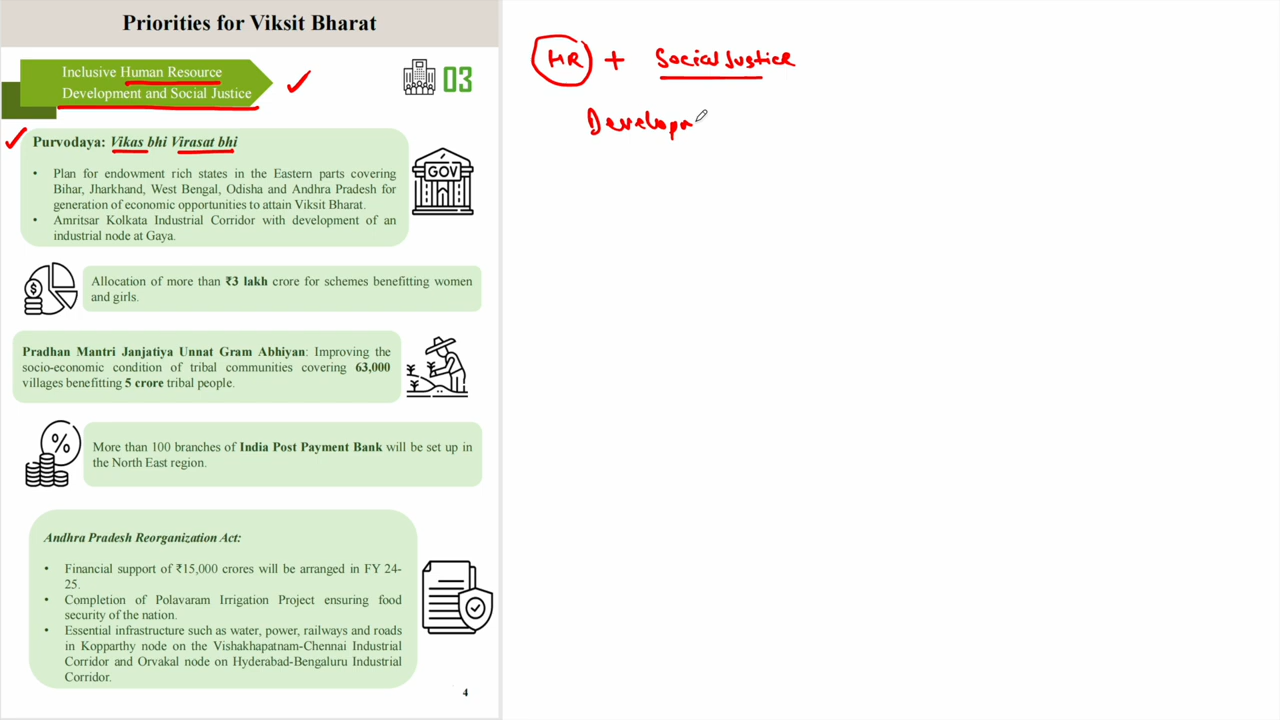 Priorities for Viksit Bharat
Inclusive Human Resource
Development and Social Justice
03
Purvodaya: Vikas bhi Virasat bhi
• Plan for endowment rich states in the Eastern parts covering
Bihar, Jharkhand, West Bengal, Odisha and Andhra Pradesh for
generation of economic opportunities to attain Viksit Bharat.
• Amritsar Kolkata Industrial Corridor with development of an
industrial node at Gaya.
GOV
Allocation of more than ₹3 lakh crore for schemes benefitting women
and girls.
Pradhan Mantri Janjatiya Unnat Gram Abhiyan: Improving the
socio-economic condition of tribal communities covering 63,000
villages benefitting 5 crore tribal people.
More than 100 branches of India Post Payment Bank will be set up in
the North East region.
Andhra Pradesh Reorganization Act:
• Financial support of ₹15,000 crores will be arranged in FY 24-
25.
• Completion of Polavaram Irrigation Project ensuring food
security of the nation.
• Essential infrastructure such as water, power, railways and roads
in Kopparthy node on the Vishakhapatnam-Chennai Industrial
Corridor and Orvakal node on Hyderabad-Bengaluru Industrial
Corridor.
4
HR + Social Justice
Developm